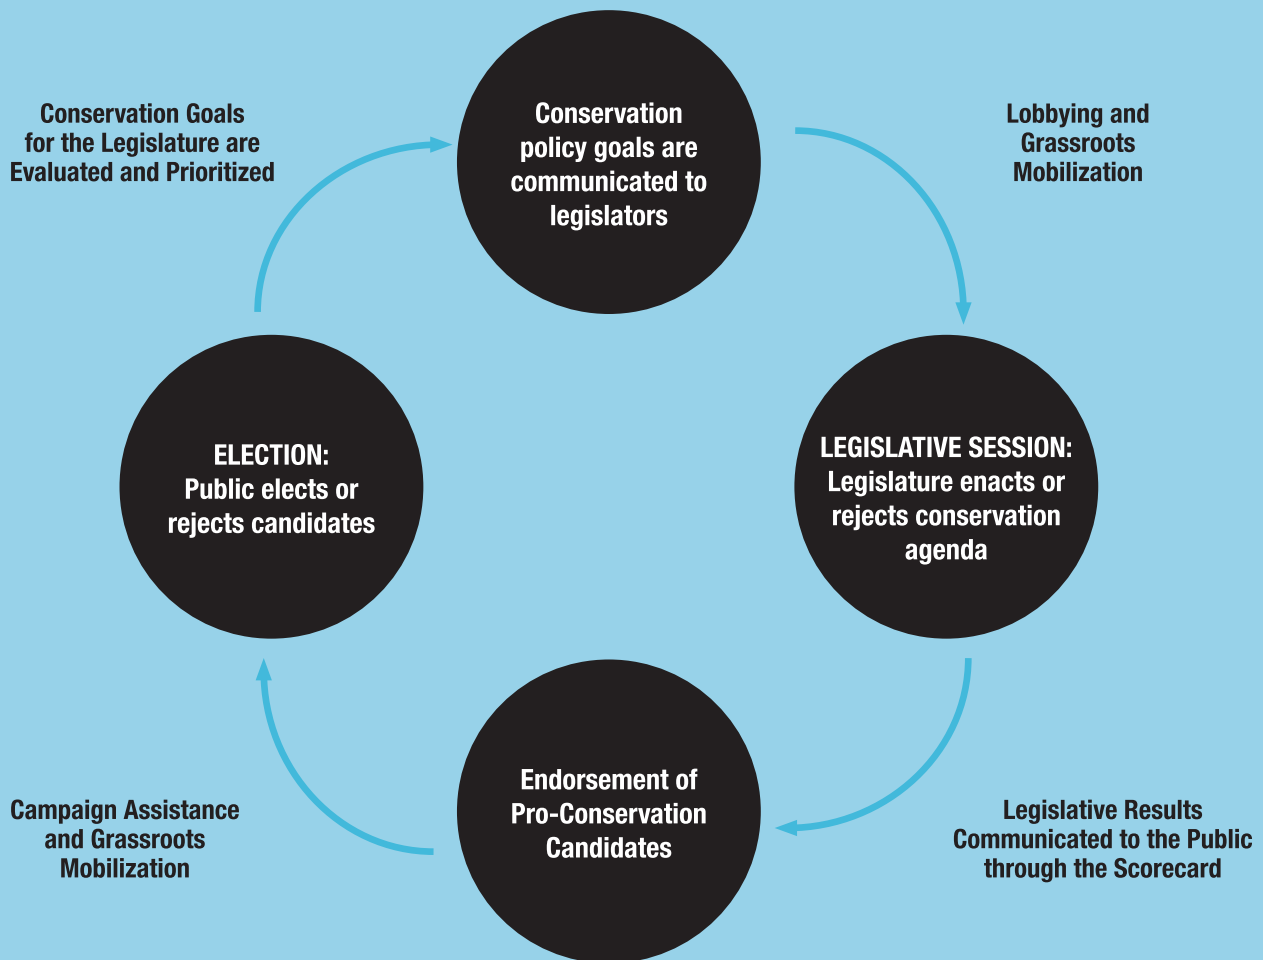 Conservation Goals
for the Legislature are
Evaluated and Prioritized
Conservation
policy goals are
communicated to
legislators
Lobbying and
Grassroots
Mobilization
ELECTION:
Public elects or
rejects candidates
LEGISLATIVE SESSION:
Legislature enacts or
rejects conservation
agenda
Campaign Assistance
and Grassroots
Mobilization
Endorsement of
Pro-Conservation
Candidates
Legislative Results
Communicated to the Public
through the Scorecard